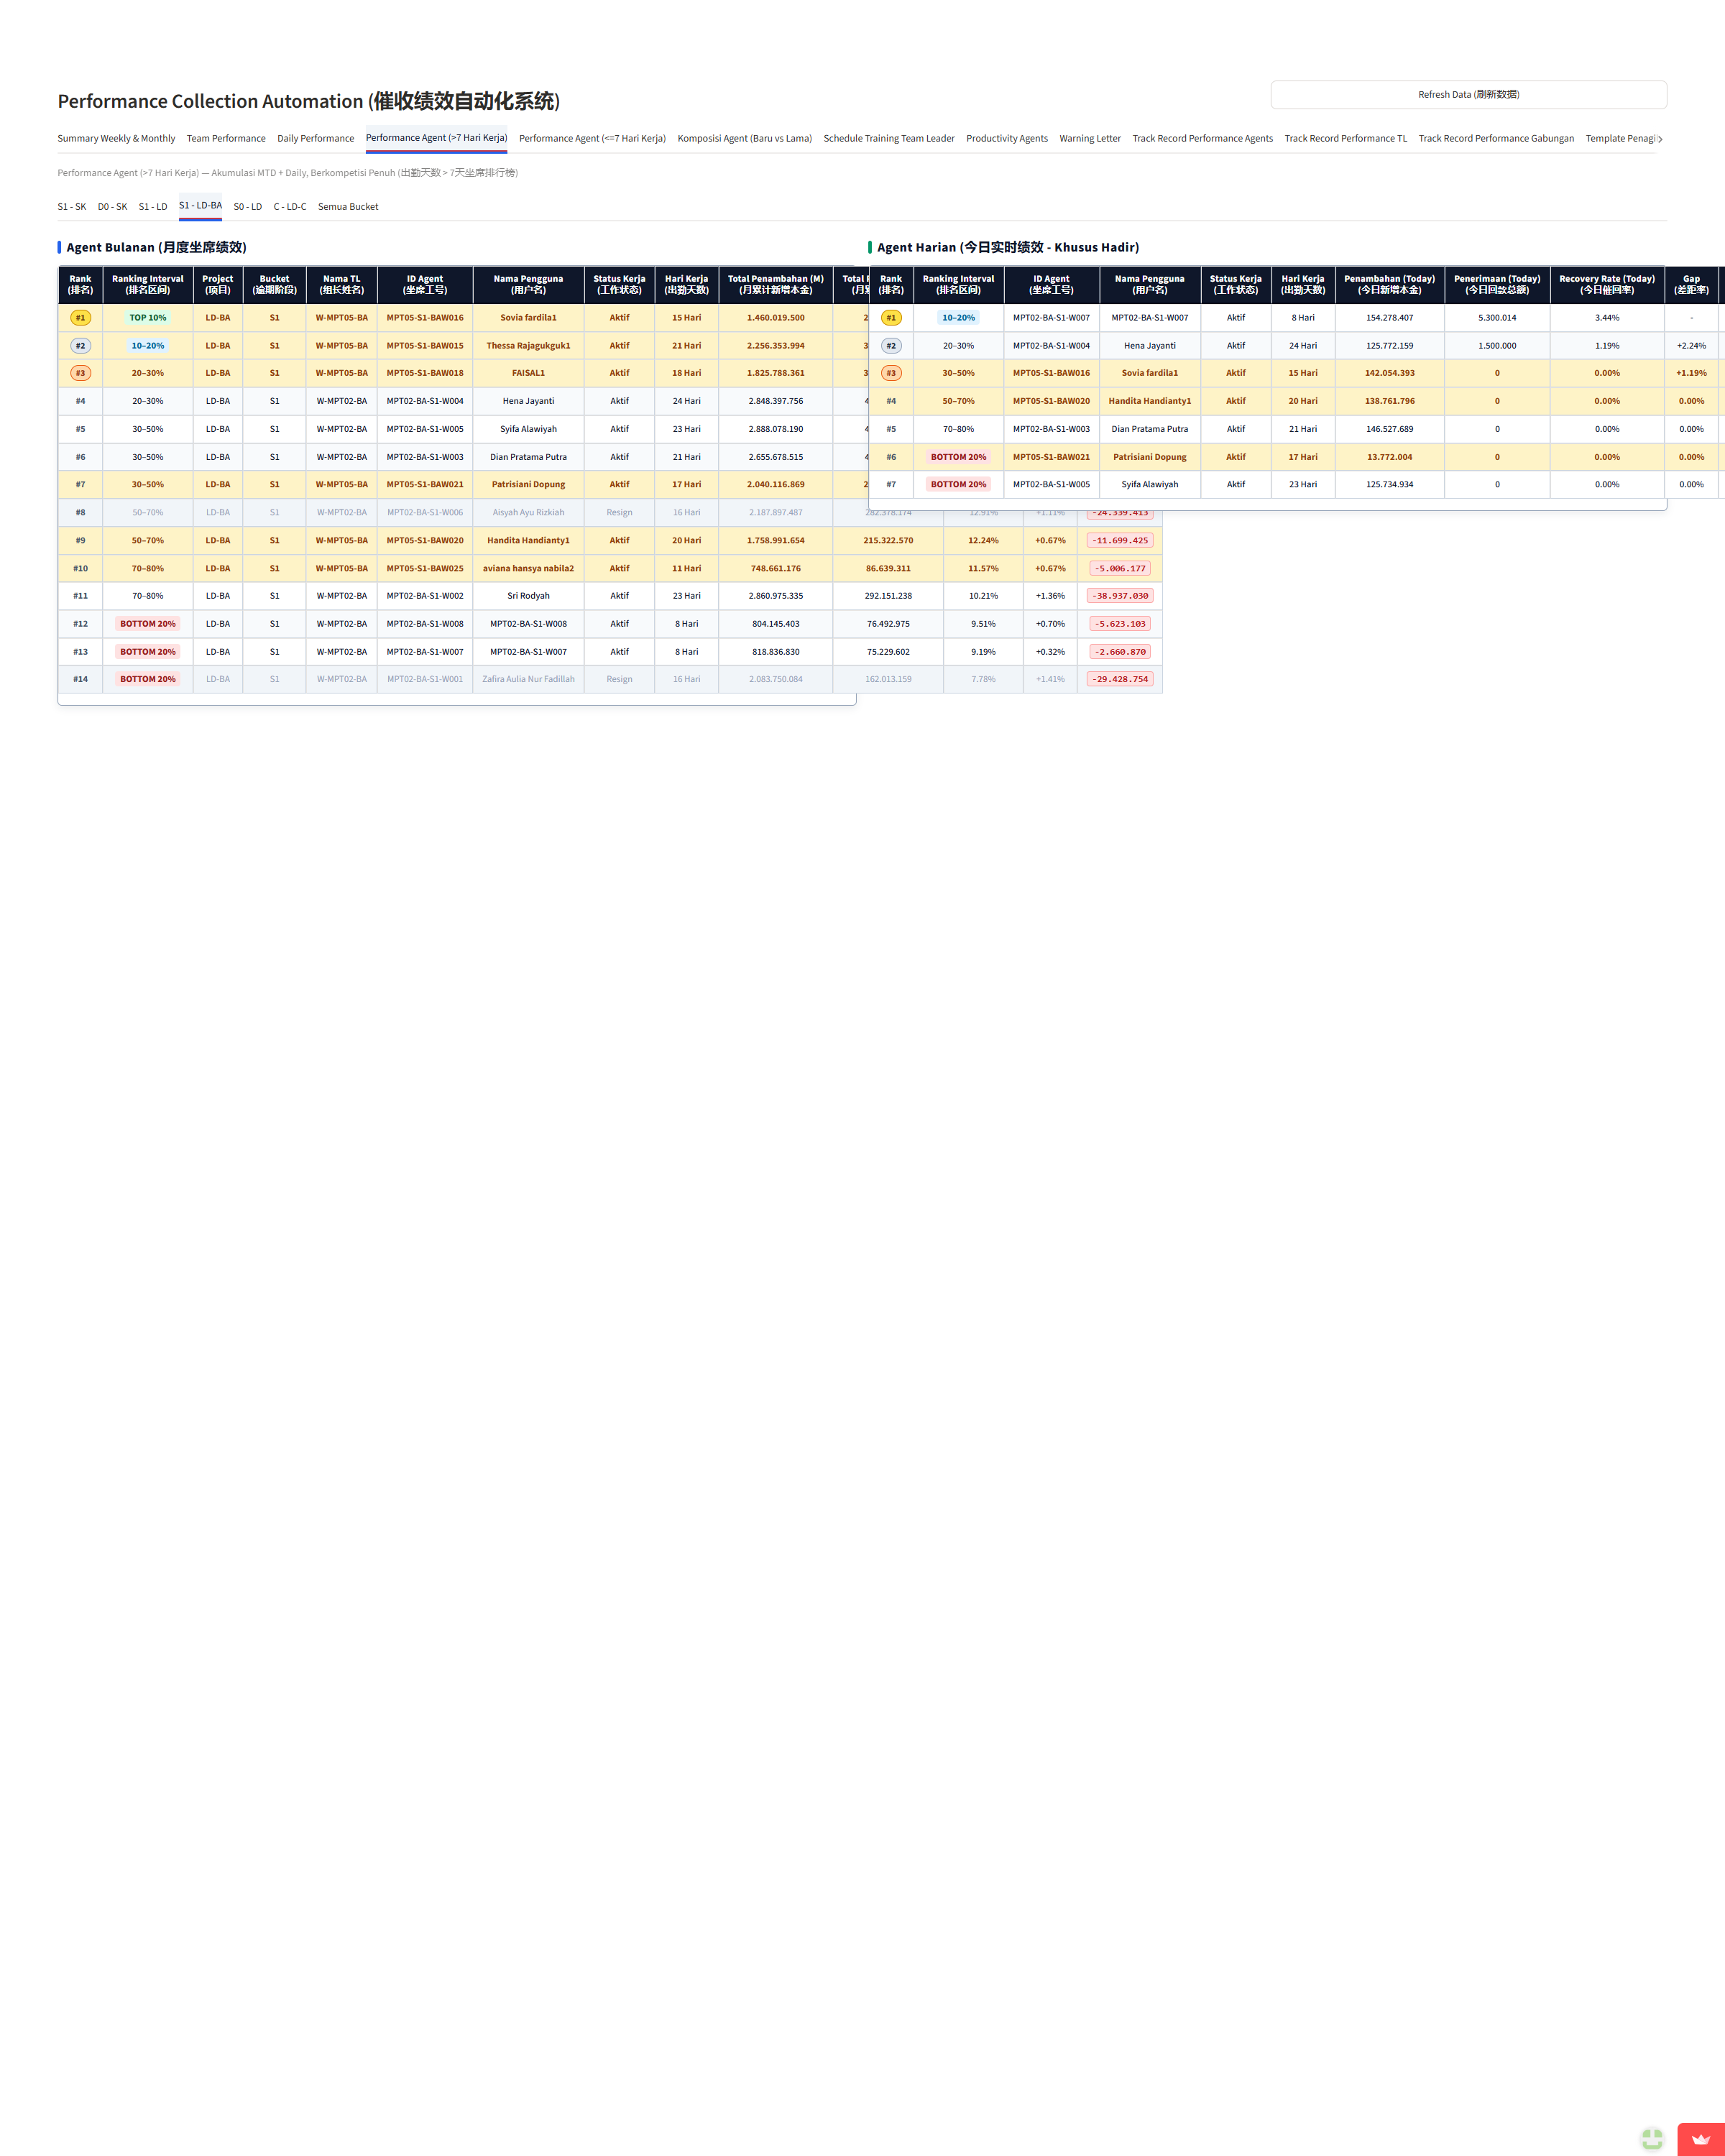 Performance Collection Automation (催收绩效自动化系统)
Refresh Data (刷新数据)
Summary Weekly & Monthly Team Performance Daily Performance Performance Agent (>7 Hari Kerja) Performance Agent (<=7 Hari Kerja) Komposisi Agent (Baru vs Lama) Schedule Training Team Leader Productivity Agents Warning Letter Track Record Performance Agents Track Record Performance TL Track Record Performance Gabungan Template Penagi
Performance Agent (>7 Hari Kerja) — Akumulasi MTD + Daily, Berkompetisi Penuh (出勤天数 > 7天坐席排行榜)
S1 - SK D0 - SK S1 - LD S1 - LD-BA S0 - LD C - LD-C Semua Bucket
Agent Bulanan (月度坐席绩效)
Rank Ranking Interval Project Bucket Nama TL ID Agent Nama Pengguna Status Kerja Hari Kerja Total Penambahan (M) Total
(排名) (排名区间) (项目) (逾期阶段) (组长姓名) (坐席工号) (用户名) (工作状态) (出勤天数) (月累计新增本金) (月
#1 TOP 10% LD-BA S1 W-MPT05-BA MPT05-S1-BAW016 Sovia fardila1 Aktif 15 Hari 1.460.019.500 2
#2 10–20% LD-BA S1 W-MPT05-BA MPT05-S1-BAW015 Thessa Rajagukguk1 Aktif 21 Hari 2.256.353.994 3
#3 20–30% LD-BA S1 W-MPT05-BA MPT05-S1-BAW018 FAISAL1 Aktif 18 Hari 1.825.788.361 3
#4 20–30% LD-BA S1 W-MPT02-BA MPT02-BA-S1-W004 Hena Jayanti Aktif 24 Hari 2.848.397.756 4
#5 30–50% LD-BA S1 W-MPT02-BA MPT02-BA-S1-W005 Syifa Alawiyah Aktif 23 Hari 2.888.078.190 4
#6 30–50% LD-BA S1 W-MPT02-BA MPT02-BA-S1-W003 Dian Pratama Putra Aktif 21 Hari 2.655.678.515 4
#7 30–50% LD-BA S1 W-MPT05-BA MPT05-S1-BAW021 Patrisiani Dopung Aktif 17 Hari 2.040.116.869 2
#8 50–70% LD-BA S1 W-MPT02-BA MPT02-BA-S1-W006 Aisyah Ayu Rizkiah Resign 16 Hari 2.187.897.487 282.378.174 12.91% +1.11% -24.339.413
#9 50–70% LD-BA S1 W-MPT05-BA MPT05-S1-BAW020 Handita Handianty1 Aktif 20 Hari 1.758.991.654 215.322.570 12.24% +0.67% -11.699.425
#10 70–80% LD-BA S1 W-MPT05-BA MPT05-S1-BAW025 aviana hansya nabila2 Aktif 11 Hari 748.661.176 86.639.311 11.57% +0.67% -5.006.177
#11 70–80% LD-BA S1 W-MPT02-BA MPT02-BA-S1-W002 Sri Rodyah Aktif 23 Hari 2.860.975.335 292.151.238 10.21% +1.36% -38.937.030
#12 BOTTOM 20% LD-BA S1 W-MPT02-BA MPT02-BA-S1-W008 MPT02-BA-S1-W008 Aktif 8 Hari 804.145.403 76.492.975 9.51% +0.70% -5.623.103
#13 BOTTOM 20% LD-BA S1 W-MPT02-BA MPT02-BA-S1-W007 MPT02-BA-S1-W007 Aktif 8 Hari 818.836.830 75.229.602 9.19% +0.32% -2.660.870
#14 BOTTOM 20% LD-BA S1 W-MPT02-BA MPT02-BA-S1-W001 Zafira Aulia Nur Fadillah Resign 16 Hari 2.083.750.084 162.013.159 7.78% +1.41% -29.428.754
Agent Harian (今日实时绩效 - Khusus Hadir)
Rank Ranking Interval ID Agent Nama Pengguna Status Kerja Hari Kerja Penambahan (Today) Penerimaan (Today) Recovery Rate (Today) Gap
(排名) (排名区间) (坐席工号) (用户名) (工作状态) (出勤天数) (今日新增本金) (今日回款总额) (今日催回率) (差距率)
#1 10–20% MPT02-BA-S1-W007 MPT02-BA-S1-W007 Aktif 8 Hari 154.278.407 5.300.014 3.44% -
#2 20–30% MPT02-BA-S1-W004 Hena Jayanti Aktif 24 Hari 125.772.159 1.500.000 1.19% +2.24%
#3 30–50% MPT05-S1-BAW016 Sovia fardila1 Aktif 15 Hari 142.054.393 0 0.00% +1.19%
#4 50–70% MPT05-S1-BAW020 Handita Handianty1 Aktif 20 Hari 138.761.796 0 0.00% 0.00%
#5 70–80% MPT02-BA-S1-W003 Dian Pratama Putra Aktif 21 Hari 146.527.689 0 0.00% 0.00%
#6 BOTTOM 20% MPT05-S1-BAW021 Patrisiani Dopung Aktif 17 Hari 13.772.004 0 0.00% 0.00%
#7 BOTTOM 20% MPT02-BA-S1-W005 Syifa Alawiyah Aktif 23 Hari 125.734.934 0 0.00% 0.00%